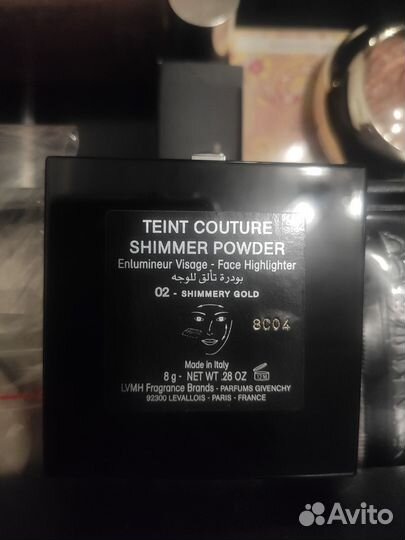 TEINT COUTURE
SHIMMER POWDER
Enlumineur Visage - Face Highlighter
بودرة تألق للوجه
02 - SHIMMERY GOLD
8C04
Made in Italy
8 g - NET WT .28 OZ
LVMH Fragrance Brands - PARFUMS GIVENCHY
92300 LEVALLOIS - PARIS - FRANCE
Avito